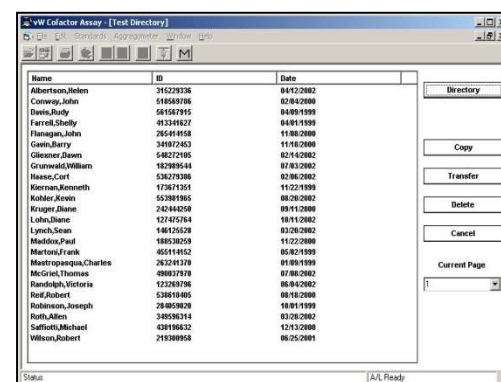 vW Cofactor Assay - [Test Directory]
File Edit Standards Aggregometer Window Help
M
Name ID Date
Albertson,Helen 315229336 04/12/2002
Conway,John 518569786 02/04/2000
Davis,Rudy 561567915 04/09/1999
Farrell,Shelly 413341627 04/01/1999
Flanagan,John 265414158 11/08/2000
Gavin,Barry 341072453 11/18/2000
Gliexner,Dawn 548272105 02/14/2002
Grunwald,William 182989544 07/03/2002
Haase,Cort 536279386 02/06/2002
Kiernan,Kenneth 173671351 11/22/1999
Kohler,Kevin 553981965 08/20/2002
Kruger,Diane 242444250 09/11/2000
Lohn,Diane 127475764 10/11/2002
Lynch,Sean 146125528 03/20/2002
Maddox,Paul 188530259 11/22/2000
Martoni,Frank 455114152 05/02/1999
Mastropasqua,Charles 263241370 01/09/1999
McGriel,Thomas 490037970 07/08/2002
Randolph,Victoria 123269796 06/04/2002
Reif,Robert 538618405 08/18/2000
Robinson,Joseph 284059020 10/01/1999
Roth,Allen 349596314 03/20/2002
Saffiotti,Michael 438196632 12/13/2000
Wilson,Robert 219300958 06/25/2001
Directory
Copy
Transfer
Delete
Cancel
Current Page
1
Status A/L Ready